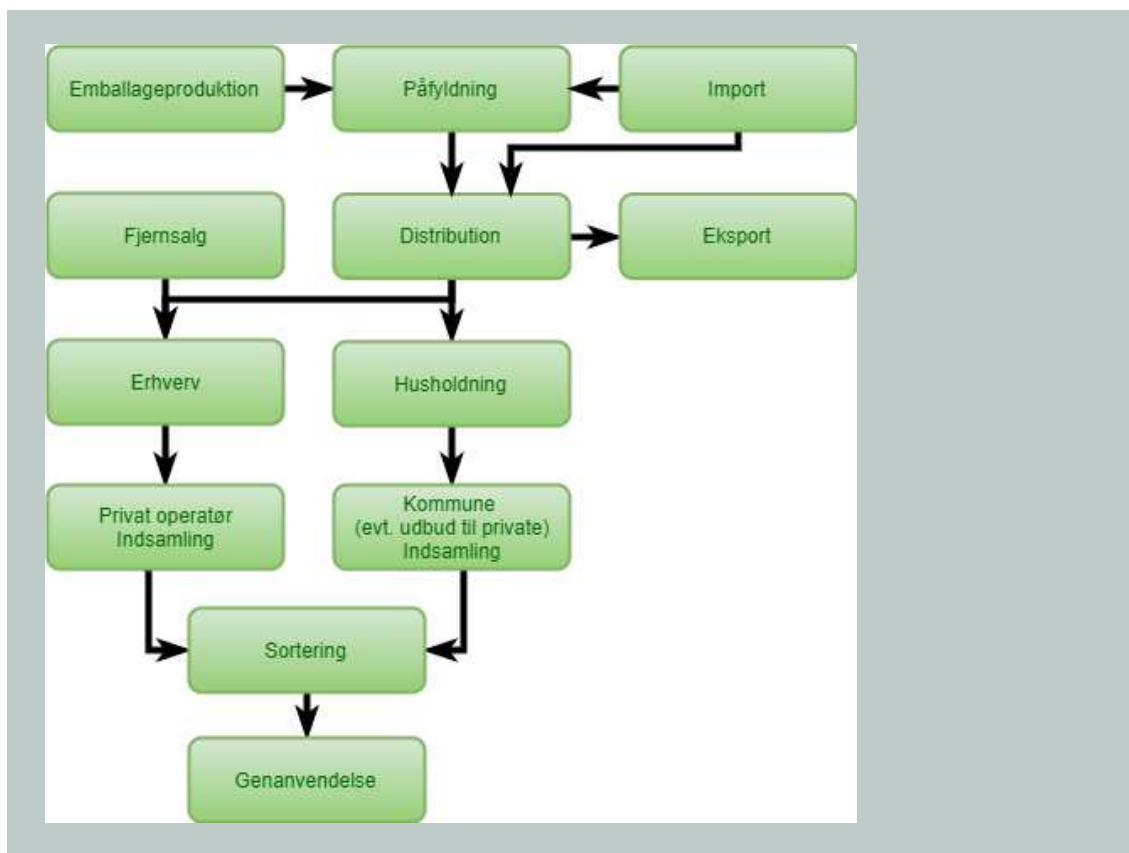 Emballageproduktion
Påfyldning
Import
Fjernsalg
Distribution
Eksport
Erhverv
Husholdning
Privat operatør
Indsamling
Kommune
(evt. udbud til private)
Indsamling
Sortering
Genanvendelse